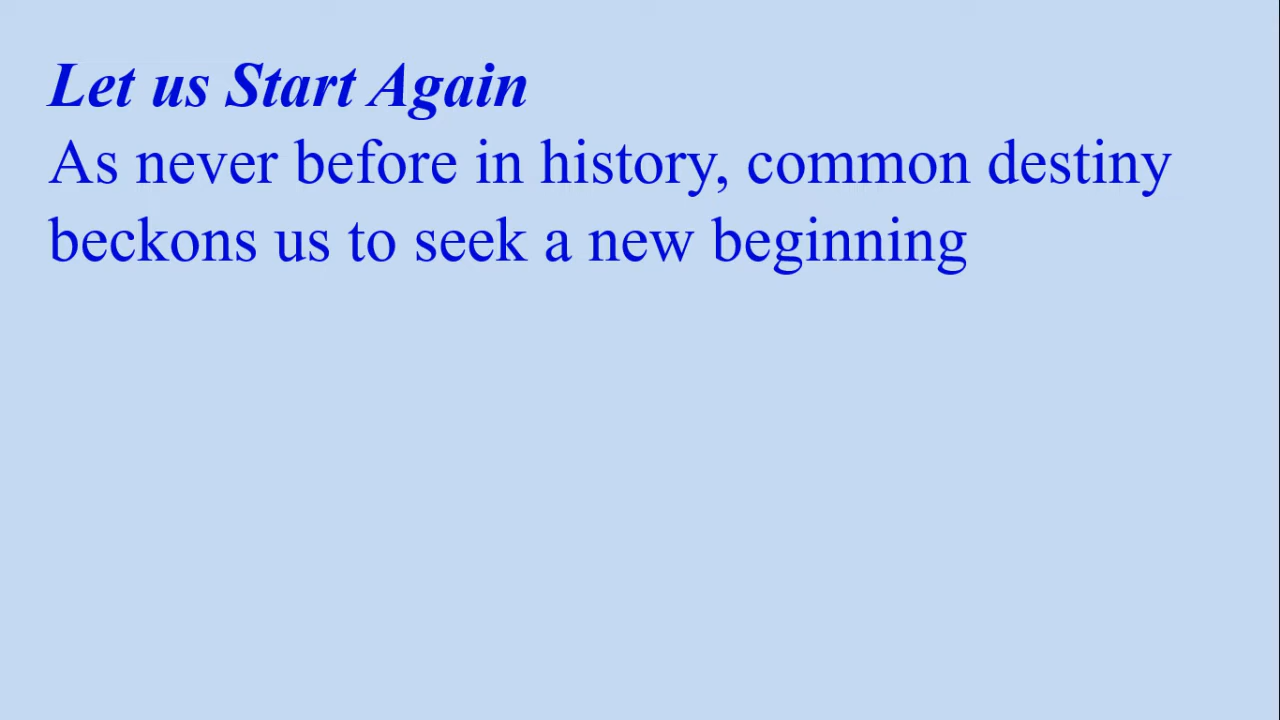 Let us Start Again
As never before in history, common destiny
beckons us to seek a new beginning